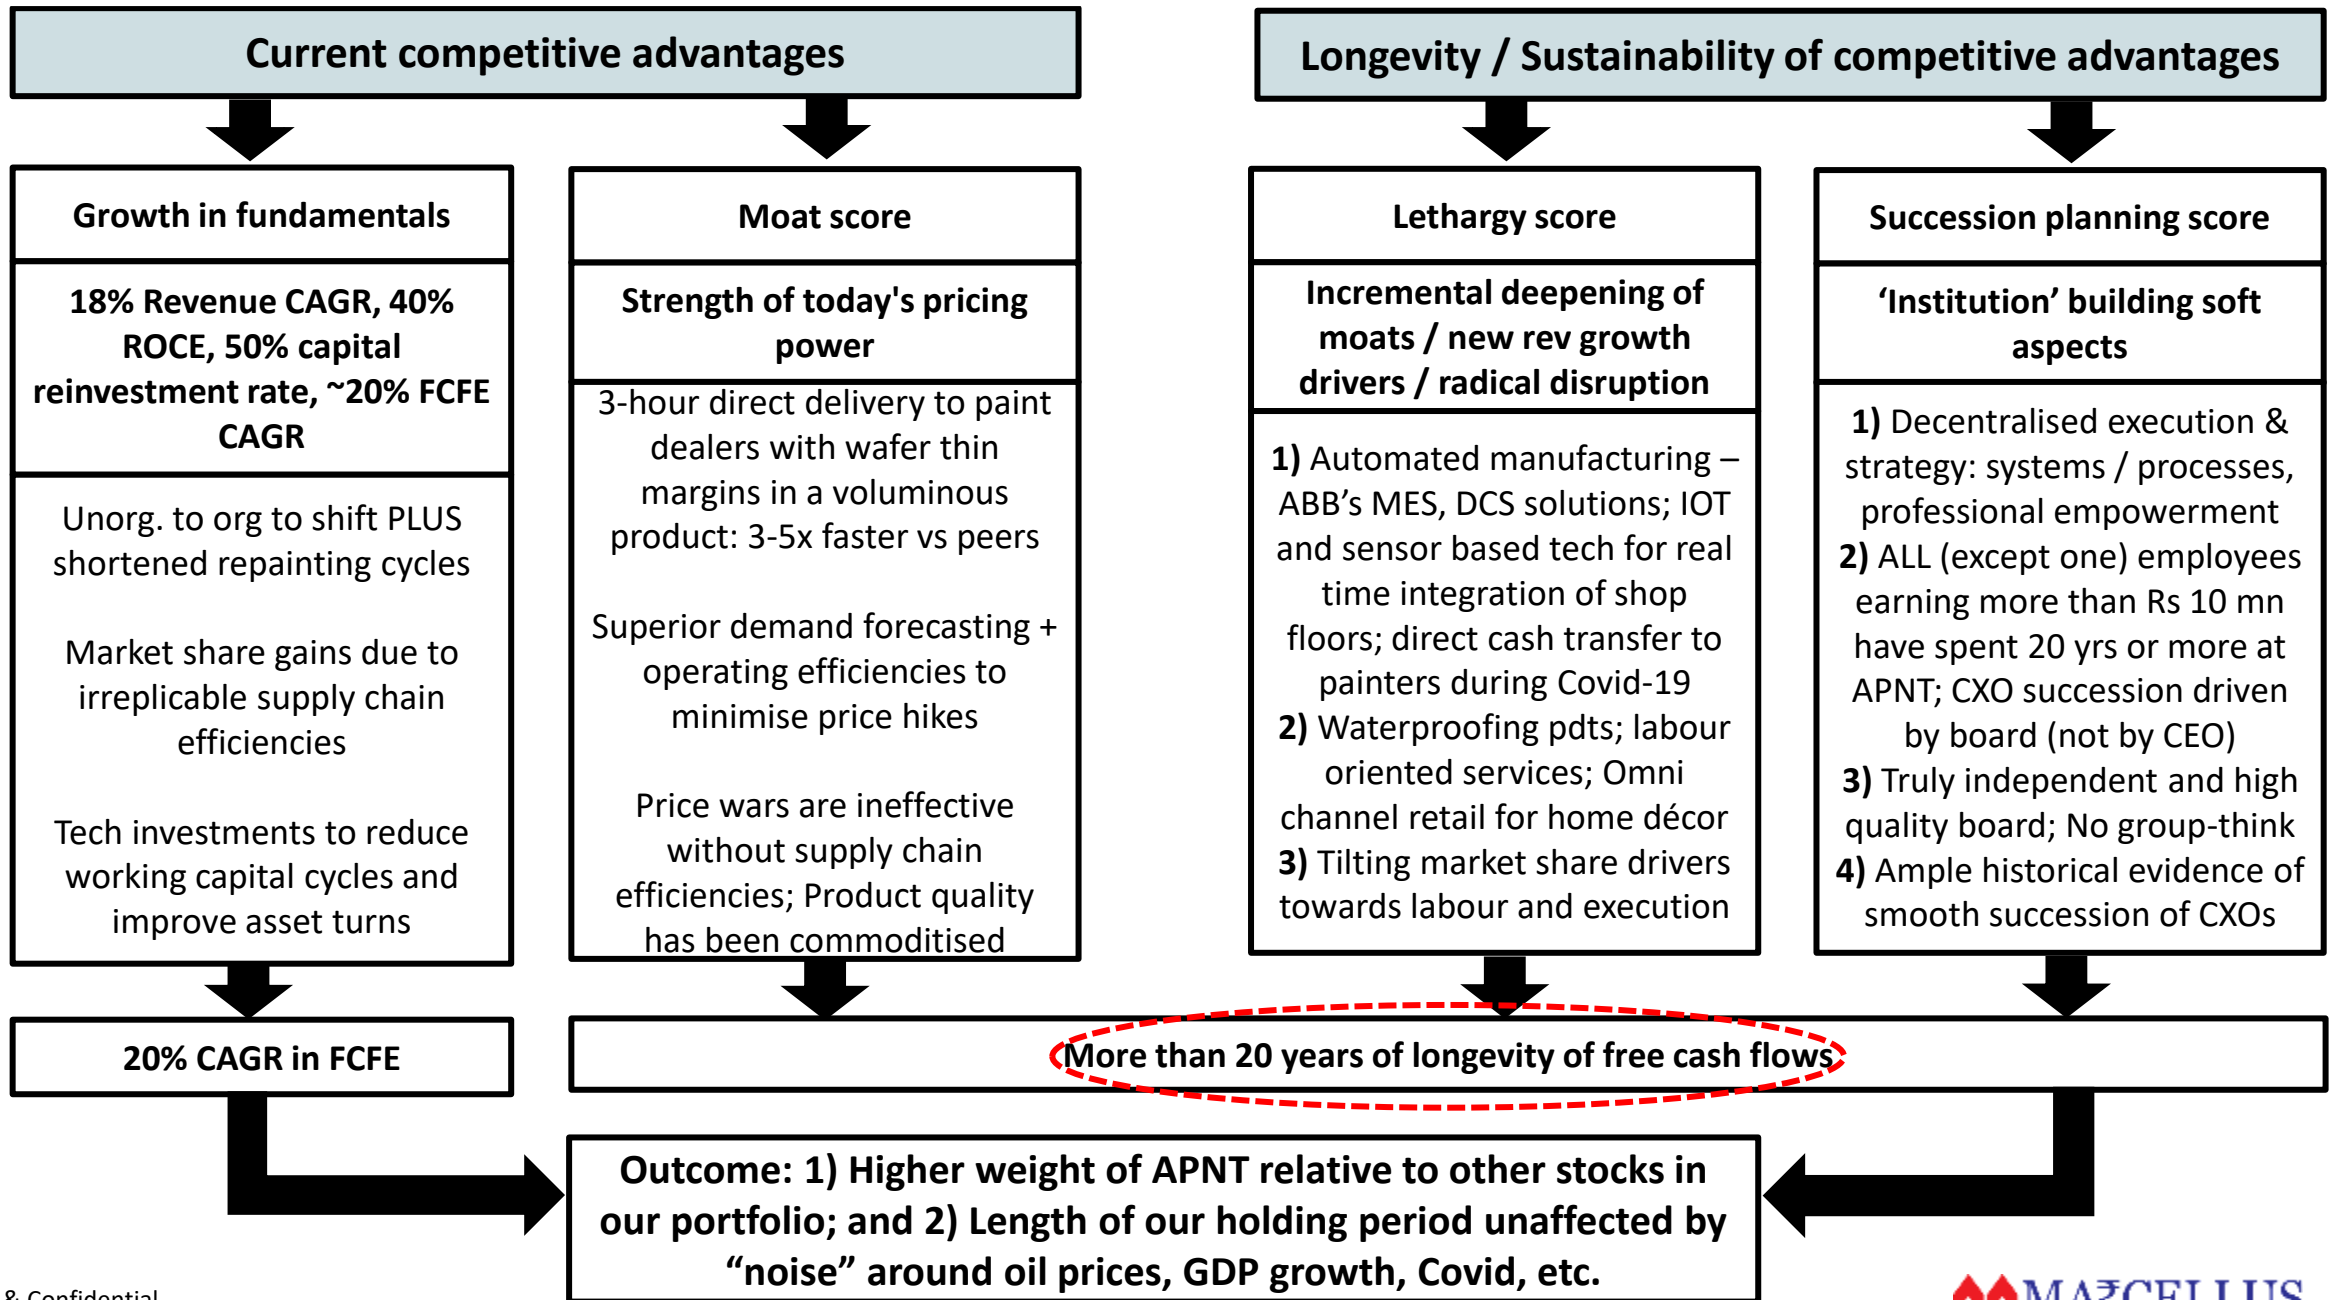 Current competitive advantages
Longevity / Sustainability of competitive advantages
Growth in fundamentals
18% Revenue CAGR, 40%
ROCE, 50% capital
reinvestment rate, ~20% FCFE
CAGR
Unorg. to org to shift PLUS
shortened repainting cycles
Market share gains due to
irreplicable supply chain
efficiencies
Tech investments to reduce
working capital cycles and
improve asset turns
Moat score
Strength of today's pricing
power
3-hour direct delivery to paint
dealers with wafer thin
margins in a voluminous
product: 3-5x faster vs peers
Superior demand forecasting +
operating efficiencies to
minimise price hikes
Price wars are ineffective
without supply chain
efficiencies; Product quality
has been commoditised
Lethargy score
Incremental deepening of
moats / new rev growth
drivers / radical disruption
1) Automated manufacturing –
ABB’s MES, DCS solutions; IOT
and sensor based tech for real
time integration of shop
floors; direct cash transfer to
painters during Covid-19
2) Waterproofing pdts; labour
oriented services; Omni
channel retail for home décor
3) Tilting market share drivers
towards labour and execution
Succession planning score
‘Institution’ building soft
aspects
1) Decentralised execution &
strategy: systems / processes,
professional empowerment
2) ALL (except one) employees
earning more than Rs 10 mn
have spent 20 yrs or more at
APNT; CXO succession driven
by board (not by CEO)
3) Truly independent and high
quality board; No group-think
4) Ample historical evidence of
smooth succession of CXOs
20% CAGR in FCFE
More than 20 years of longevity of free cash flows
Outcome: 1) Higher weight of APNT relative to other stocks in
our portfolio; and 2) Length of our holding period unaffected by
“noise” around oil prices, GDP growth, Covid, etc.
& Confidential
MA₹CELLUS